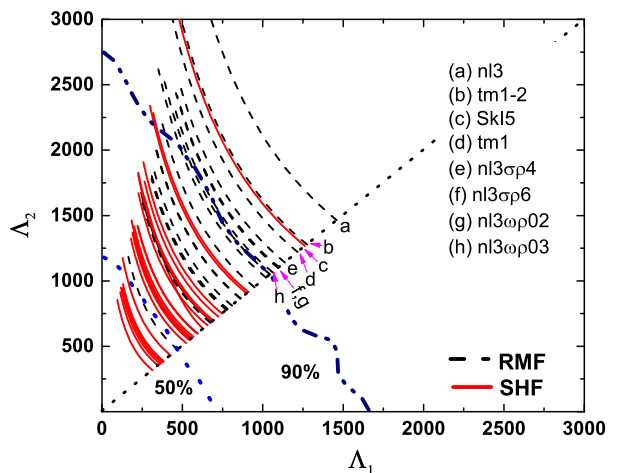 3000
2500
2000
1500
1000
500
Λ₂
(a) nl3
(b) tm1-2
(c) SkI5
(d) tm1
(e) nl3σρ4
(f) nl3σρ6
(g) nl3ωρ02
(h) nl3ωρ03
a
b
c
d
e
f,g
h
50%
90%
RMF
SHF
0 500 1000 1500 2000 2500 3000
Λ₁